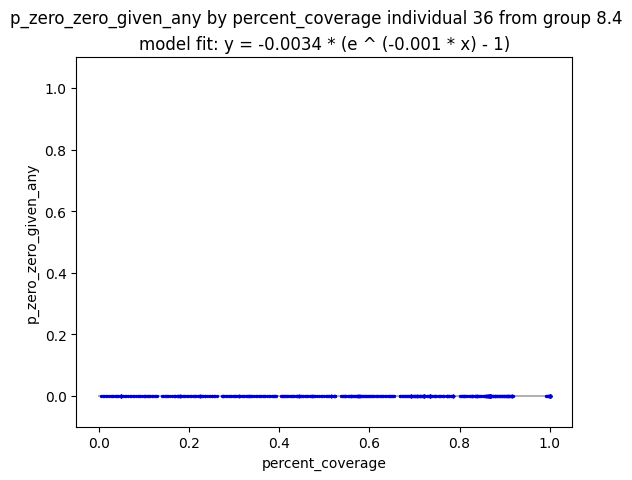 p_zero_zero_given_any by percent_coverage individual 36 from group 8.4
model fit: y = -0.0034 * (e ^ (-0.001 * x) - 1)
1.0
0.8
0.6
0.4
0.2
0.0
p_zero_zero_given_any
0.0 0.2 0.4 0.6 0.8 1.0
percent_coverage